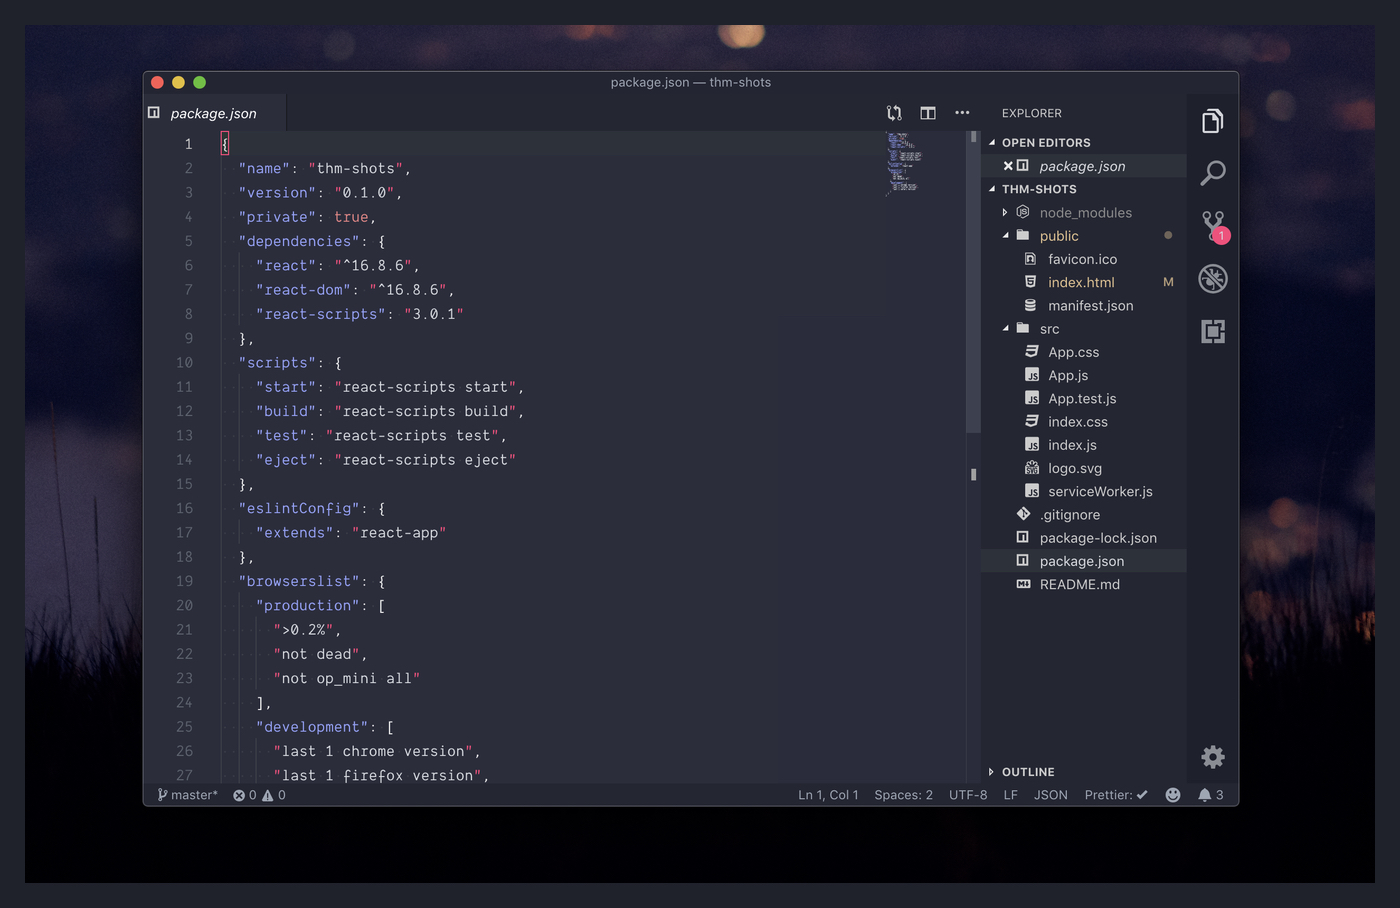 package.json — thm-shots
package.json
1 {
2 "name": "thm-shots",
3 "version": "0.1.0",
4 "private": true,
5 "dependencies": {
6 "react": "^16.8.6",
7 "react-dom": "^16.8.6",
8 "react-scripts": "3.0.1"
9 },
10 "scripts": {
11 "start": "react-scripts start",
12 "build": "react-scripts build",
13 "test": "react-scripts test",
14 "eject": "react-scripts eject"
15 },
16 "eslintConfig": {
17 "extends": "react-app"
18 },
19 "browserslist": {
20 "production": [
21 ">0.2%",
22 "not dead",
23 "not op_mini all"
24 ],
25 "development": [
26 "last 1 chrome version",
27 "last 1 firefox version",
EXPLORER
OPEN EDITORS
package.json
THM-SHOTS
node_modules
public
favicon.ico
index.html M
manifest.json
src
App.css
JS App.js
JS App.test.js
index.css
JS index.js
logo.svg
JS serviceWorker.js
.gitignore
package-lock.json
package.json
README.md
OUTLINE
1
master* 0 0 Ln 1, Col 1 Spaces: 2 UTF-8 LF JSON Prettier: ✔ 3